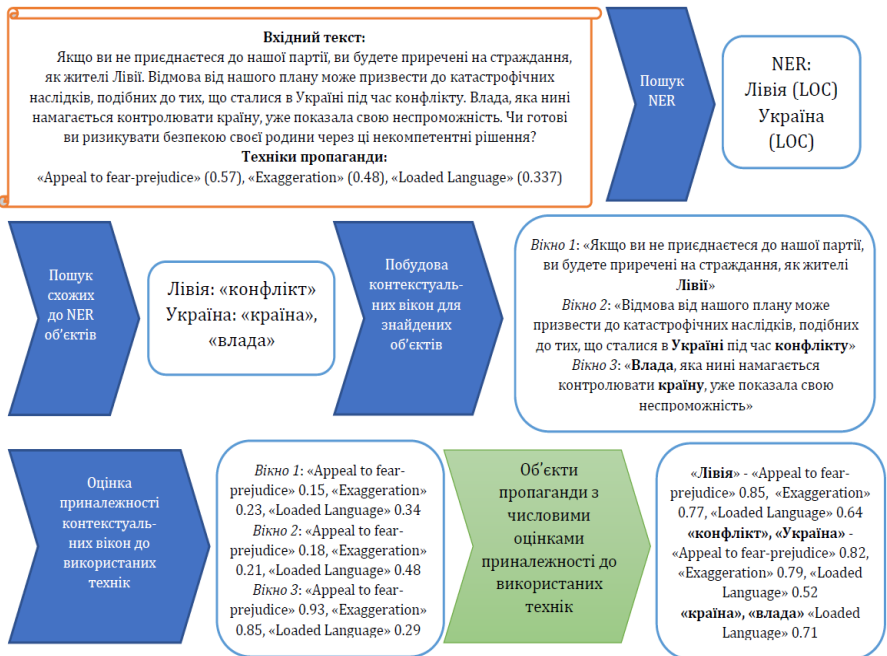 Вхідний текст:
Якщо ви не приєднаєтеся до нашої партії, ви будете приречені на страждання,
як жителі Лівії. Відмова від нашого плану може призвести до катастрофічних
наслідків, подібних до тих, що сталися в Україні під час конфлікту. Влада, яка нині
намагається контролювати країну, уже показала свою неспроможність. Чи готові
ви ризикувати безпекою своєї родини через ці некомпетентні рішення?
Техніки пропаганди:
«Appeal to fear-prejudice» (0.57), «Exaggeration» (0.48), «Loaded Language» (0.337)
Пошук
NER
NER:
Лівія (LOC)
Україна
(LOC)
Пошук
схожих
до NER
об’єктів
Лівія: «конфлікт»
Україна: «країна»,
«влада»
Побудова
контекстуаль-
них вікон для
знайдених
об’єктів
Вікно 1: «Якщо ви не приєднаєтеся до нашої партії,
ви будете приречені на страждання, як жителі
Лівії»
Вікно 2: «Відмова від нашого плану може
призвести до катастрофічних наслідків, подібних
до тих, що сталися в Україні під час конфлікту»
Вікно 3: «Влада, яка нині намагається
контролювати країну, уже показала свою
неспроможність»
Оцінка
приналежності
контекстуаль-
них вікон до
використаних
технік
Вікно 1: «Appeal to fear-
prejudice» 0.15, «Exaggeration»
0.23, «Loaded Language» 0.34
Вікно 2: «Appeal to fear-
prejudice» 0.18, «Exaggeration»
0.21, «Loaded Language» 0.48
Вікно 3: «Appeal to fear-
prejudice» 0.93, «Exaggeration»
0.85, «Loaded Language» 0.29
Об’єкти
пропаганди з
числовими
оцінками
приналежності до
використаних
технік
«Лівія» - «Appeal to fear-
prejudice» 0.85, «Exaggeration»
0.77, «Loaded Language» 0.64
«конфлікт», «Україна» -
«Appeal to fear-prejudice» 0.82,
«Exaggeration» 0.79, «Loaded
Language» 0.52
«країна», «влада» «Loaded
Language» 0.71